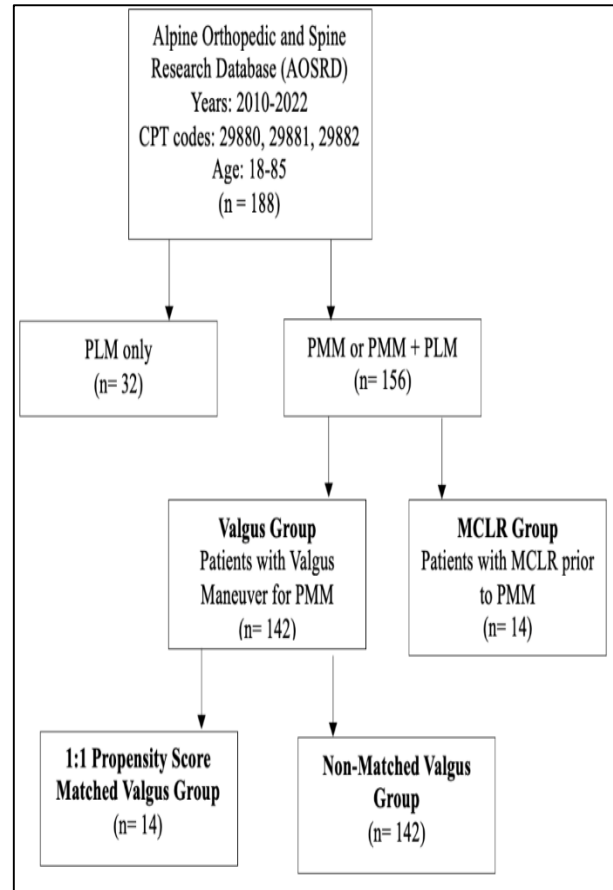 Alpine Orthopedic and Spine
Research Database (AOSRD)
Years: 2010-2022
CPT codes: 29880, 29881, 29882
Age: 18-85
(n = 188)
PLM only
(n= 32)
PMM or PMM + PLM
(n= 156)
Valgus Group
Patients with Valgus
Maneuver for PMM
(n= 142)
MCLR Group
Patients with MCLR prior
to PMM
(n= 14)
1:1 Propensity Score
Matched Valgus Group
(n= 14)
Non-Matched Valgus
Group
(n= 142)